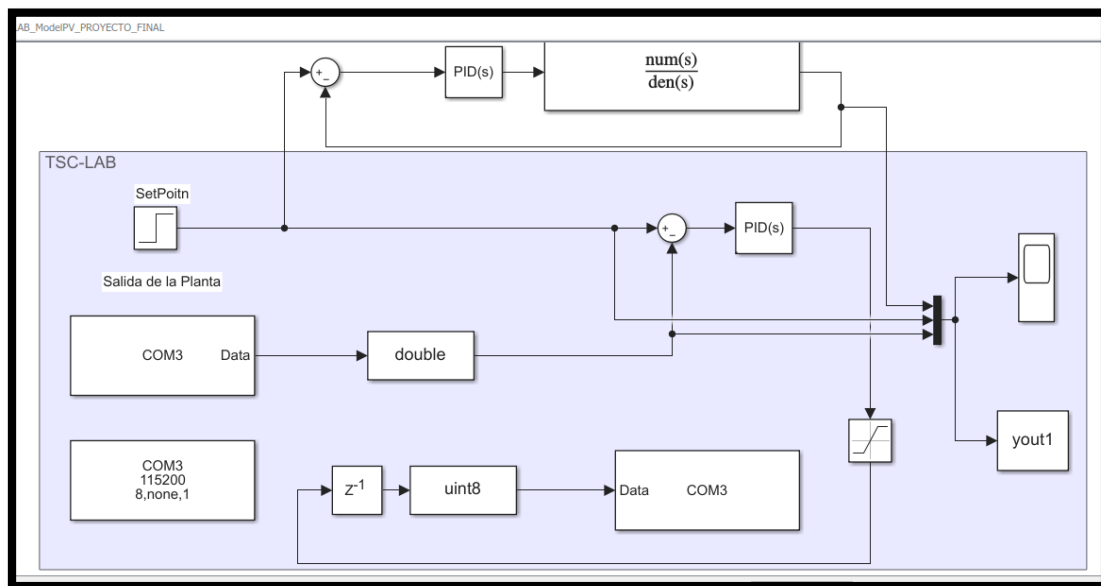 LAB_ModelPV_PROYECTO_FINAL
PID(s)
num(s)
den(s)
TSC-LAB
SetPoitn
PID(s)
Salida de la Planta
COM3
Data
double
COM3
115200
8,none,1
Z-1
uint8
Data
COM3
yout1